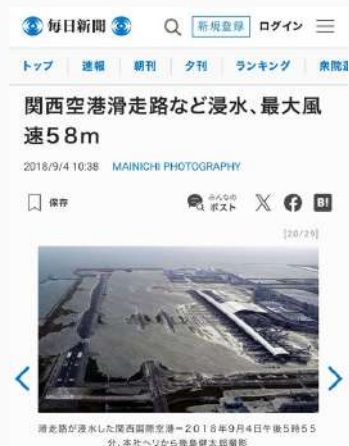 毎日新聞
新規登録
ログイン
トップ
速報
朝刊
夕刊
ランキング
衆院選
関西空港滑走路など浸水、最大風
速58m
2018/9/4 10:38 MAINICHI PHOTOGRAPHY
保存
みんなの
ポスト
X
B!
[20/29]
滑走路が浸水した関西国際空港=2018年9月4日午後5時55
分、本社ヘリから幾島健太郎撮影